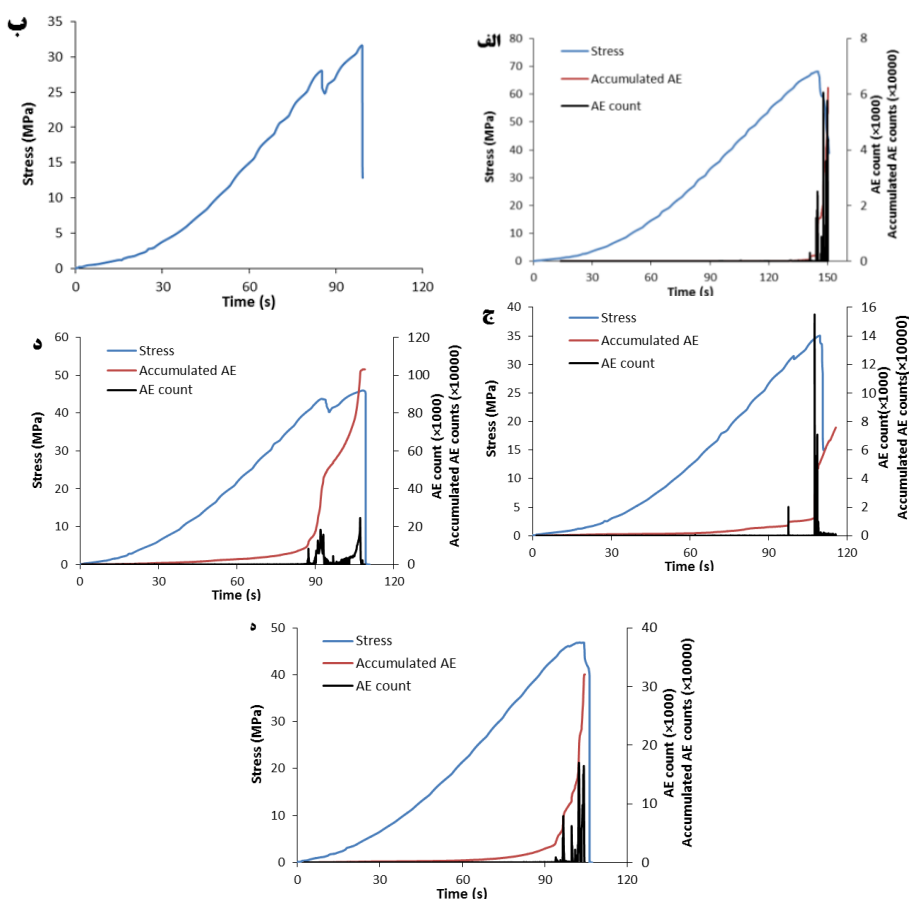 ب
35
30
25
20
15
10
5
0
Stress (MPa)
0 30 60 90 120
Time (s)
الف
80
70
60
50
40
30
20
10
0
Stress (MPa)
Stress
Accumulated AE
AE count
8
6
4
2
0
AE count (×1000)
Accumulated AE counts (×10000)
0 30 60 90 120 150
Time (s)
60
50
40
30
20
10
0
Stress (MPa)
Stress
Accumulated AE
AE count
120
100
80
60
40
20
0
AE count (×1000)
Accumulated AE counts (×10000)
0 30 60 90 120
Time (s)
ج
40
35
30
25
20
15
10
5
0
Stress (MPa)
Stress
Accumulated AE
AE count
16
14
12
10
8
6
4
2
0
AE count(×1000)
Accumulated AE counts(×10000)
0 30 60 90 120
Time (s)
50
40
30
20
10
0
Stress (MPa)
Stress
Accumulated AE
AE count
40
30
20
10
0
AE count (×1000)
Accumulated AE counts (×10000)
0 30 60 90 120
Time (s)